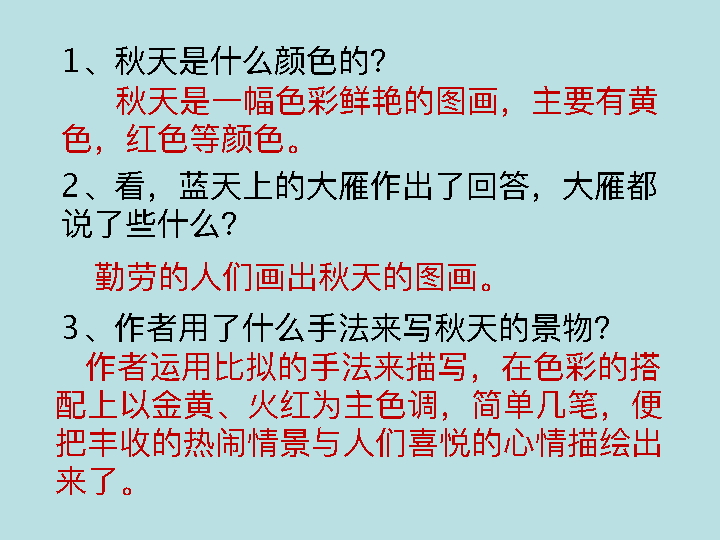 1、秋天是什么颜色的?
秋天是一幅色彩鲜艳的图画，主要有黄
色，红色等颜色。
2、看，蓝天上的大雁作出了回答，大雁都
说了些什么?
勤劳的人们画出秋天的图画。
3、作者用了什么手法来写秋天的景物?
作者运用比拟的手法来描写，在色彩的搭
配上以金黄、火红为主色调，简单几笔，便
把丰收的热闹情景与人们喜悦的心情描绘出
来了。